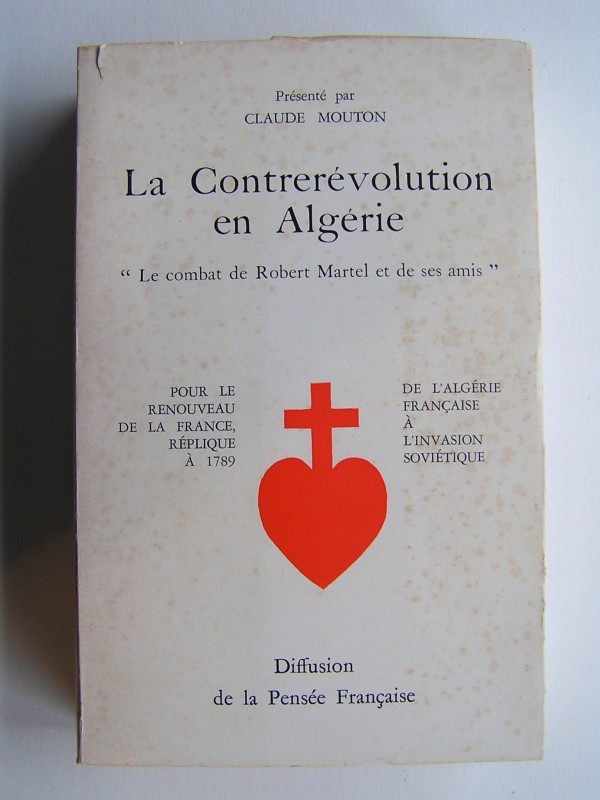 Présenté par
CLAUDE MOUTON
La Contrerévolution
en Algérie
“ Le combat de Robert Martel et de ses amis ”
POUR LE
RENOUVEAU
DE LA FRANCE,
RÉPLIQUE
À 1789
DE L'ALGÉRIE
FRANÇAISE
À
L'INVASION
SOVIÉTIQUE
Diffusion
de la Pensée Française